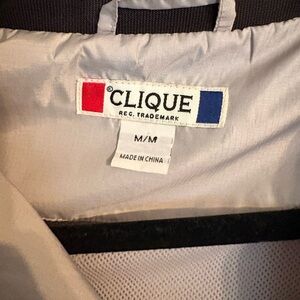 ©CLIQUE
REG. TRADEMARK
M/M
MADE IN CHINA